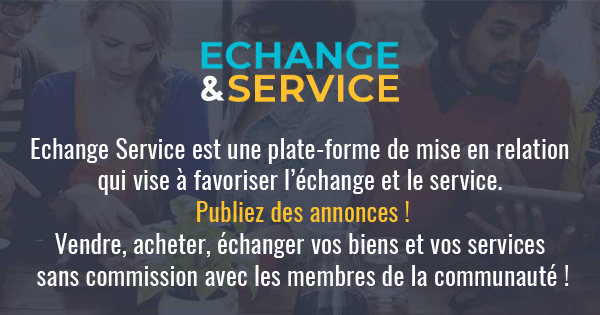 ECHANGE
&SERVICE
Echange Service est une plate-forme de mise en relation
qui vise à favoriser l'échange et le service.
Publiez des annonces !
Vendre, acheter, échanger vos biens et vos services
sans commission avec les membres de la communauté !